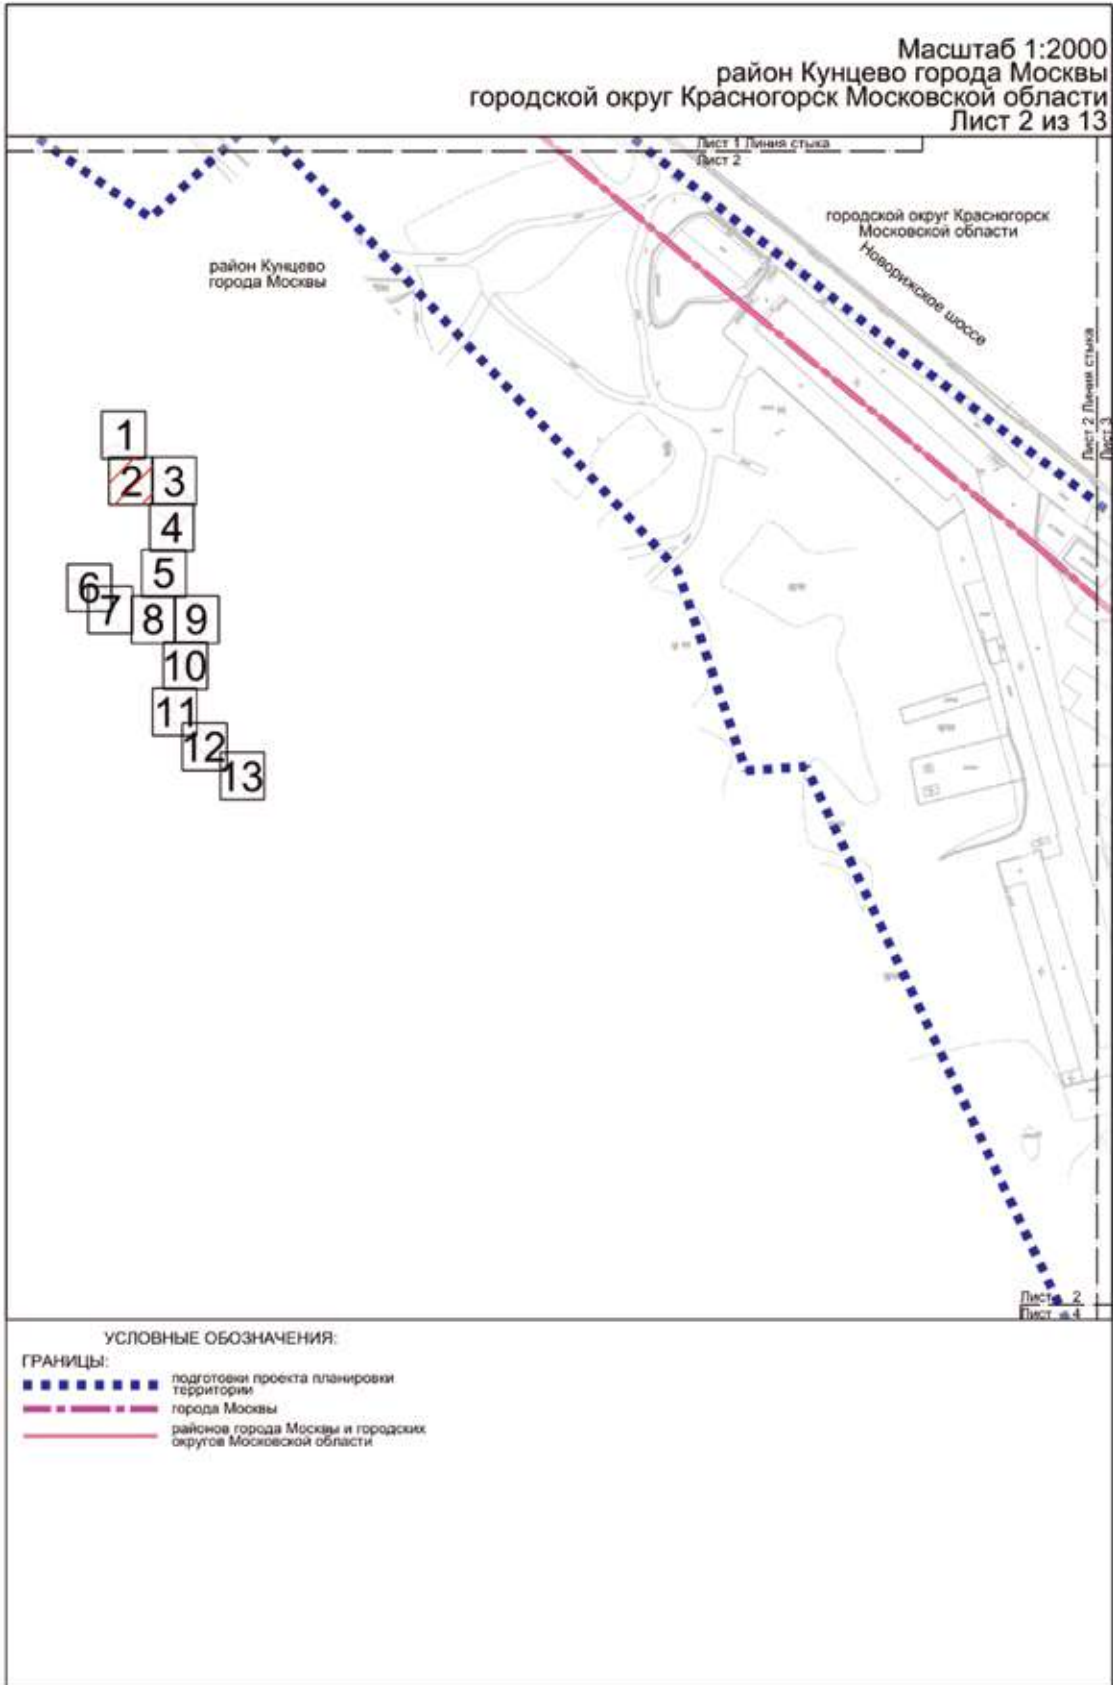 Масштаб 1:2000
район Кунцево города Москвы
городской округ Красногорск Московской области
Лист 2 из 13
Лист 1 Линия стыка
Лист 2
городской округ Красногорск
Московской области
Новорижское шоссе
район Кунцево
города Москвы
Лист 2 Линия стыка
Лист 3
1
2 3
4
5
6
7
8 9
10
11
12
13
Лист 2
Лист 4
УСЛОВНЫЕ ОБОЗНАЧЕНИЯ:
ГРАНИЦЫ:
подготовки проекта планировки
территории
города Москвы
районов города Москвы и городских
округов Московской области